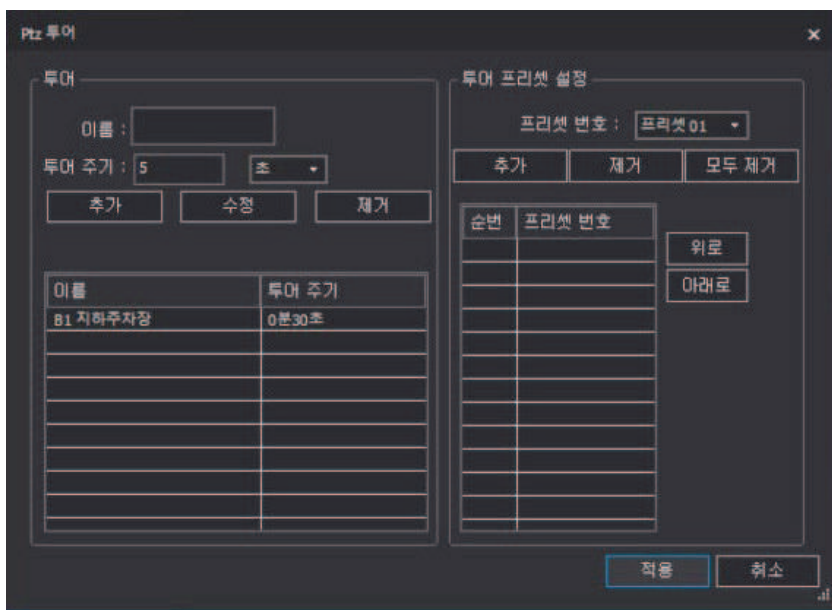 Ptz 투어
투어
이름 :
투어 주기 : 5 초
추가 수정 제거
이름 투어 주기
B1 지하주차장 0분30초
투어 프리셋 설정
프리셋 번호 : 프리셋 01
추가 제거 모두 제거
순번 프리셋 번호
위로
아래로
적용 취소